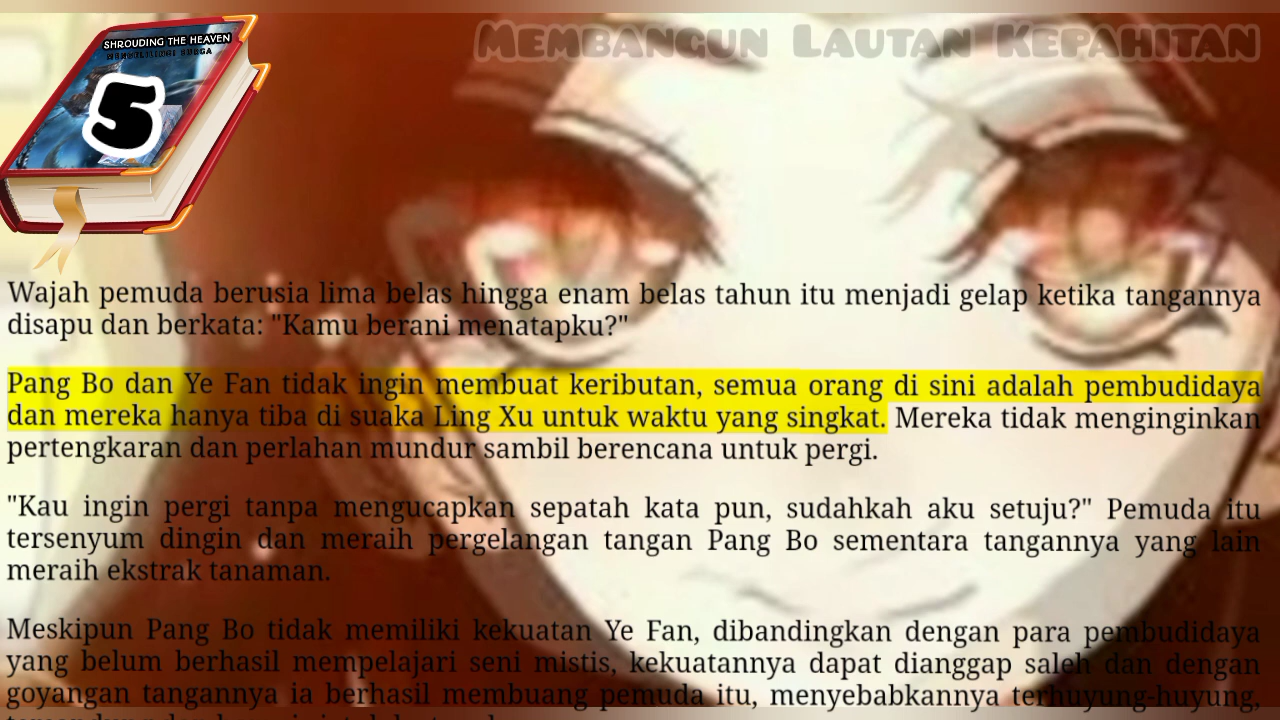 Membangun Lautan Kepahitan
SHROUDING THE HEAVEN
5
Wajah pemuda berusia lima belas hingga enam belas tahun itu menjadi gelap ketika tangannya
disapu dan berkata: "Kamu berani menatapku?"
Pang Bo dan Ye Fan tidak ingin membuat keributan, semua orang di sini adalah pembudidaya
dan mereka hanya tiba di suaka Ling Xu untuk waktu yang singkat. Mereka tidak menginginkan
pertengkaran dan perlahan mundur sambil berencana untuk pergi.
"Kau ingin pergi tanpa mengucapkan sepatah kata pun, sudahkah aku setuju?" Pemuda itu
tersenyum dingin dan meraih pergelangan tangan Pang Bo sementara tangannya yang lain
meraih ekstrak tanaman.
Meskipun Pang Bo tidak memiliki kekuatan Ye Fan, dibandingkan dengan para pembudidaya
yang belum berhasil mempelajari seni mistis, kekuatannya dapat dianggap saleh dan dengan
goyangan tangannya ia berhasil membuang pemuda itu, menyebabkannya terhuyung-huyung,